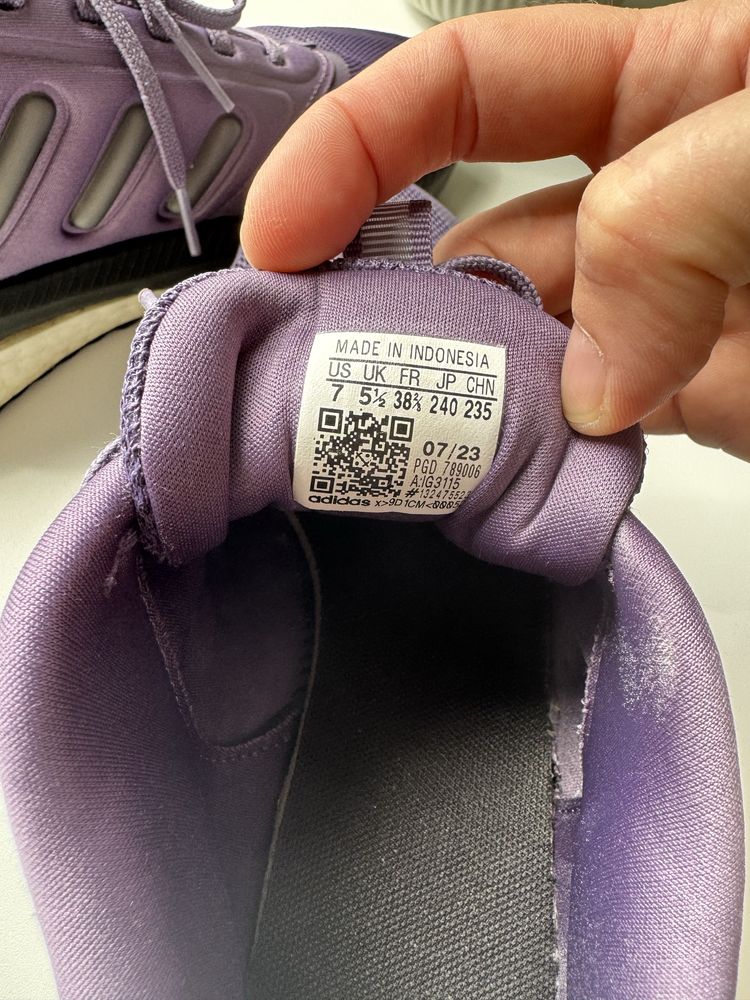 MADE IN INDONESIA
US UK FR JP CHN
7 5½ 38⅔ 240 235
07/23
PGD 789006
A:IG3115
adidas